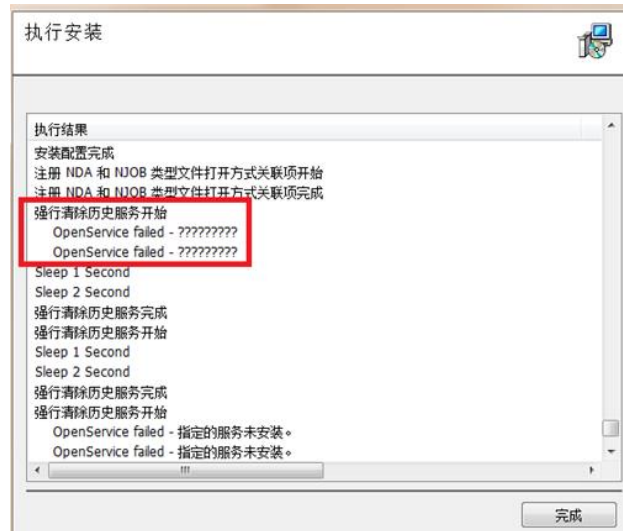 执行安装
执行结果
安装配置完成
注册 NDA 和 NJOB 类型文件打开方式关联项开始
注册 NDA 和 NJOB 类型文件打开方式关联项完成
强行清除历史服务开始
OpenService failed - ?????????
OpenService failed - ?????????
Sleep 1 Second
Sleep 2 Second
强行清除历史服务完成
强行清除历史服务开始
Sleep 1 Second
Sleep 2 Second
强行清除历史服务完成
强行清除历史服务开始
OpenService failed - 指定的服务未安装。
OpenService failed - 指定的服务未安装。
完成